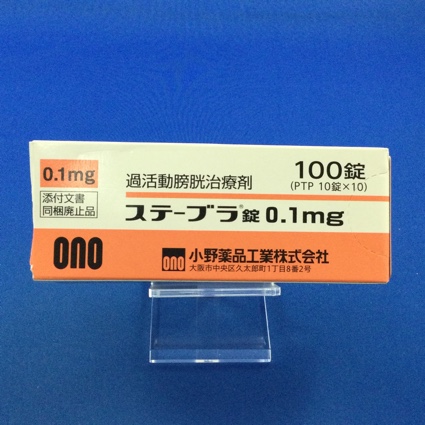 0.1mg
添付文書
同梱廃止品
過活動膀胱治療剤
100錠
(PTP 10錠×10)
ステーブラ®錠 0.1mg
ono
ono 小野薬品工業株式会社
大阪市中央区久太郎町1丁目8番2号